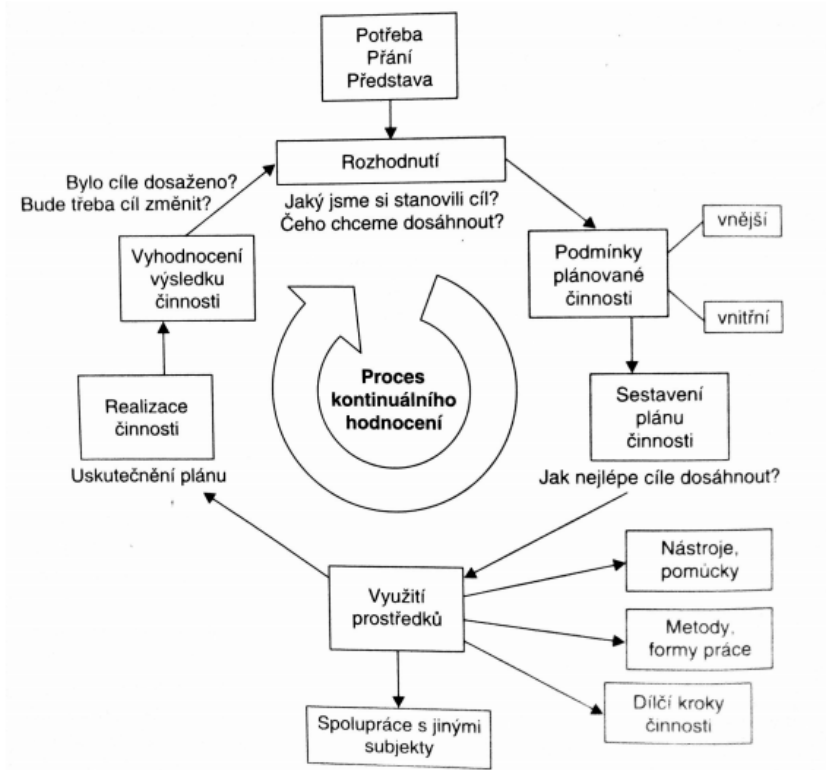 Potřeba
Přání
Představa
Rozhodnutí
Jaký jsme si stanovili cíl?
Čeho chceme dosáhnout?
Bylo cíle dosaženo?
Bude třeba cíl změnit?
Podmínky
plánované
činnosti
vnější
vnitřní
Vyhodnocení
výsledku
činnosti
Proces
kontinuálního
hodnocení
Sestavení
plánu
činnosti
Jak nejlépe cíle dosáhnout?
Realizace
činnosti
Uskutečnění plánu
Využití
prostředků
Nástroje,
pomůcky
Metody,
formy práce
Dílčí kroky
činnosti
Spolupráce s jinými
subjekty